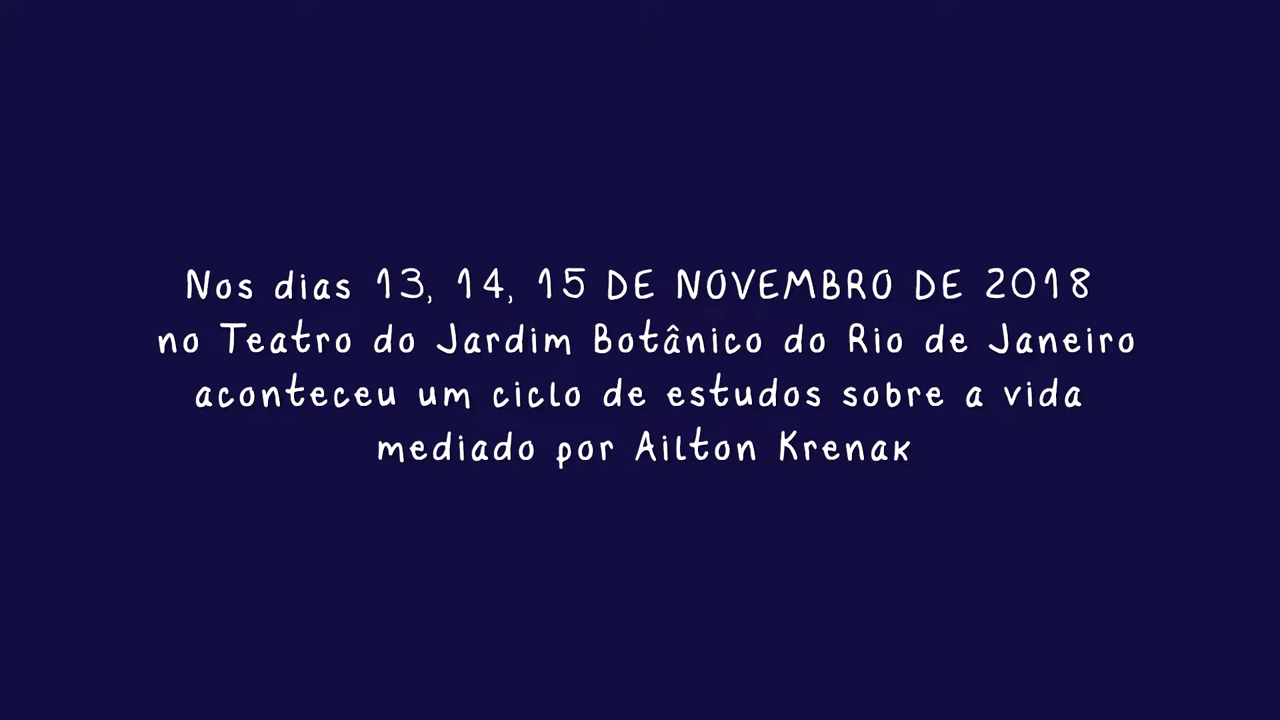 Nos dias 13, 14, 15 DE NOVEMBRO DE 2018
no Teatro do Jardim Botânico do Rio de Janeiro
aconteceu um ciclo de estudos sobre a vida
mediado por Ailton Krenak